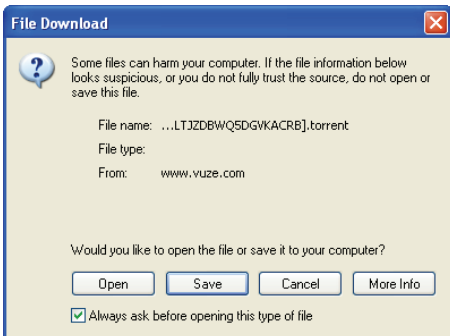 File Download
Some files can harm your computer. If the file information below
looks suspicious, or you do not fully trust the source, do not open or
save this file.
File name: ...LTJZDBWQ5DGVKACRB].torrent
File type:
From: www.vuze.com
Would you like to open the file or save it to your computer?
Open Save Cancel More Info
Always ask before opening this type of file